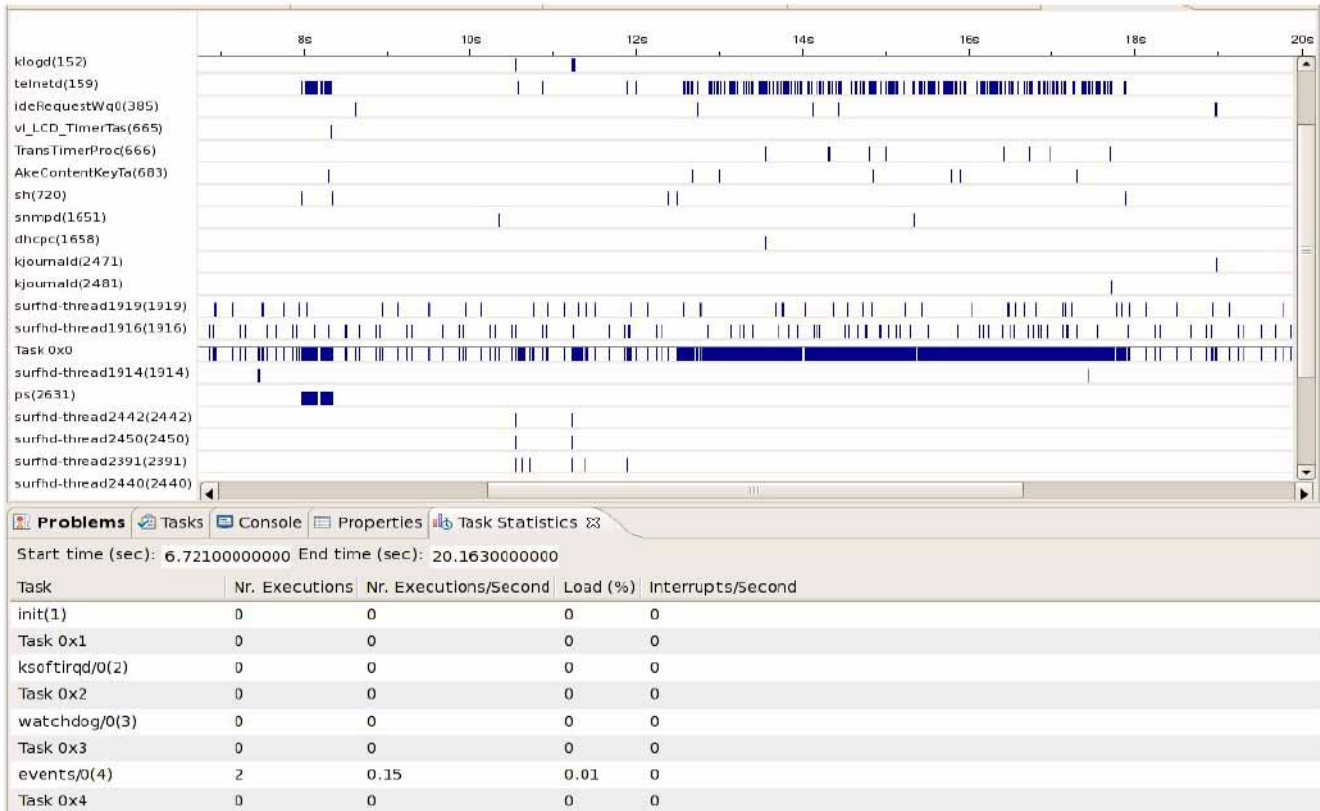 8s 10s 12s 14s 16s 18s 20s
klogd(152)
telnetd(159)
ideRequestWq0(385)
vl_LCD_TimerTas(665)
TransTimerProc(666)
AkeContentKeyTa(683)
sh(720)
snmpd(1651)
dhcpc(1658)
kjournald(2471)
kjournald(2481)
surfhd-thread1919(1919)
surfhd-thread1916(1916)
Task 0x0
surfhd-thread1914(1914)
ps(2631)
surfhd-thread2442(2442)
surfhd-thread2450(2450)
surfhd-thread2391(2391)
surfhd-thread2440(2440)
Problems Tasks Console Properties Task Statistics
Start time (sec): 6.72100000000 End time (sec): 20.1630000000
Task Nr. Executions Nr. Executions/Second Load (%) Interrupts/Second
init(1) 0 0 0 0
Task 0x1 0 0 0 0
ksoftirqd/0(2) 0 0 0 0
Task 0x2 0 0 0 0
watchdog/0(3) 0 0 0 0
Task 0x3 0 0 0 0
events/0(4) 2 0.15 0.01 0
Task 0x4 0 0 0 0